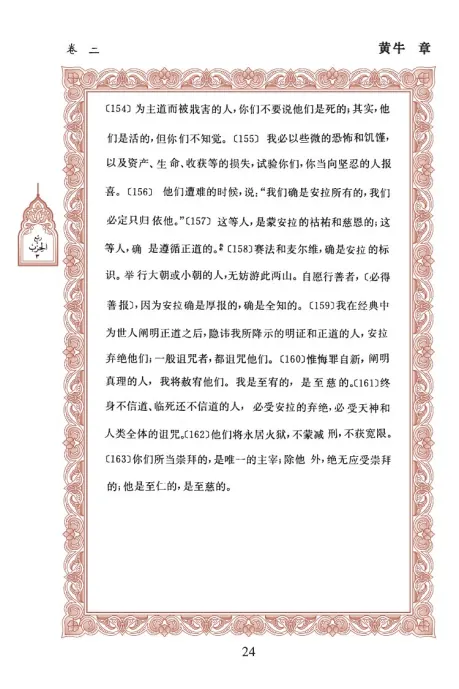 卷 二
黄牛 章
〔154〕为主道而被戕害的人，你们不要说他们是死的；其实，他
们是活的，但你们不知觉。〔155〕 我必以些微的恐怖和饥馑，
以及资产、生命、收获等的损失，试验你们，你当向坚忍的人报
喜。〔156〕 他们遭难的时候，说：“我们确是安拉所有的，我们
必定只归依他。”〔157〕这等人，是蒙安拉的祜祐和慈恩的；这
等人，确 是遵循正道的。〔158〕赛法和麦尔维，确是安拉的标
识。举行大朝或小朝的人，无妨游此两山。自愿行善者，（必得
善报），因为安拉确是厚报的，确是全知的。〔159〕我在经典中
为世人阐明正道之后，隐讳我所降示的明证和正道的人，安拉
弃绝他们；一般诅咒者，都诅咒他们。〔160〕惟悔罪自新，阐明
真理的人，我将赦宥他们。我是至宥的，是至慈的。〔161〕终
身不信道、临死还不信道的人，必受安拉的弃绝，必受天神和
人类全体的诅咒。〔162〕他们将永居火狱，不蒙减刑，不获宽限。
〔163〕你们所当崇拜的，是唯一的主宰；除他 外，绝无应受崇拜
的；他是至仁的，是至慈的。
ربع
الحزب
٣
24